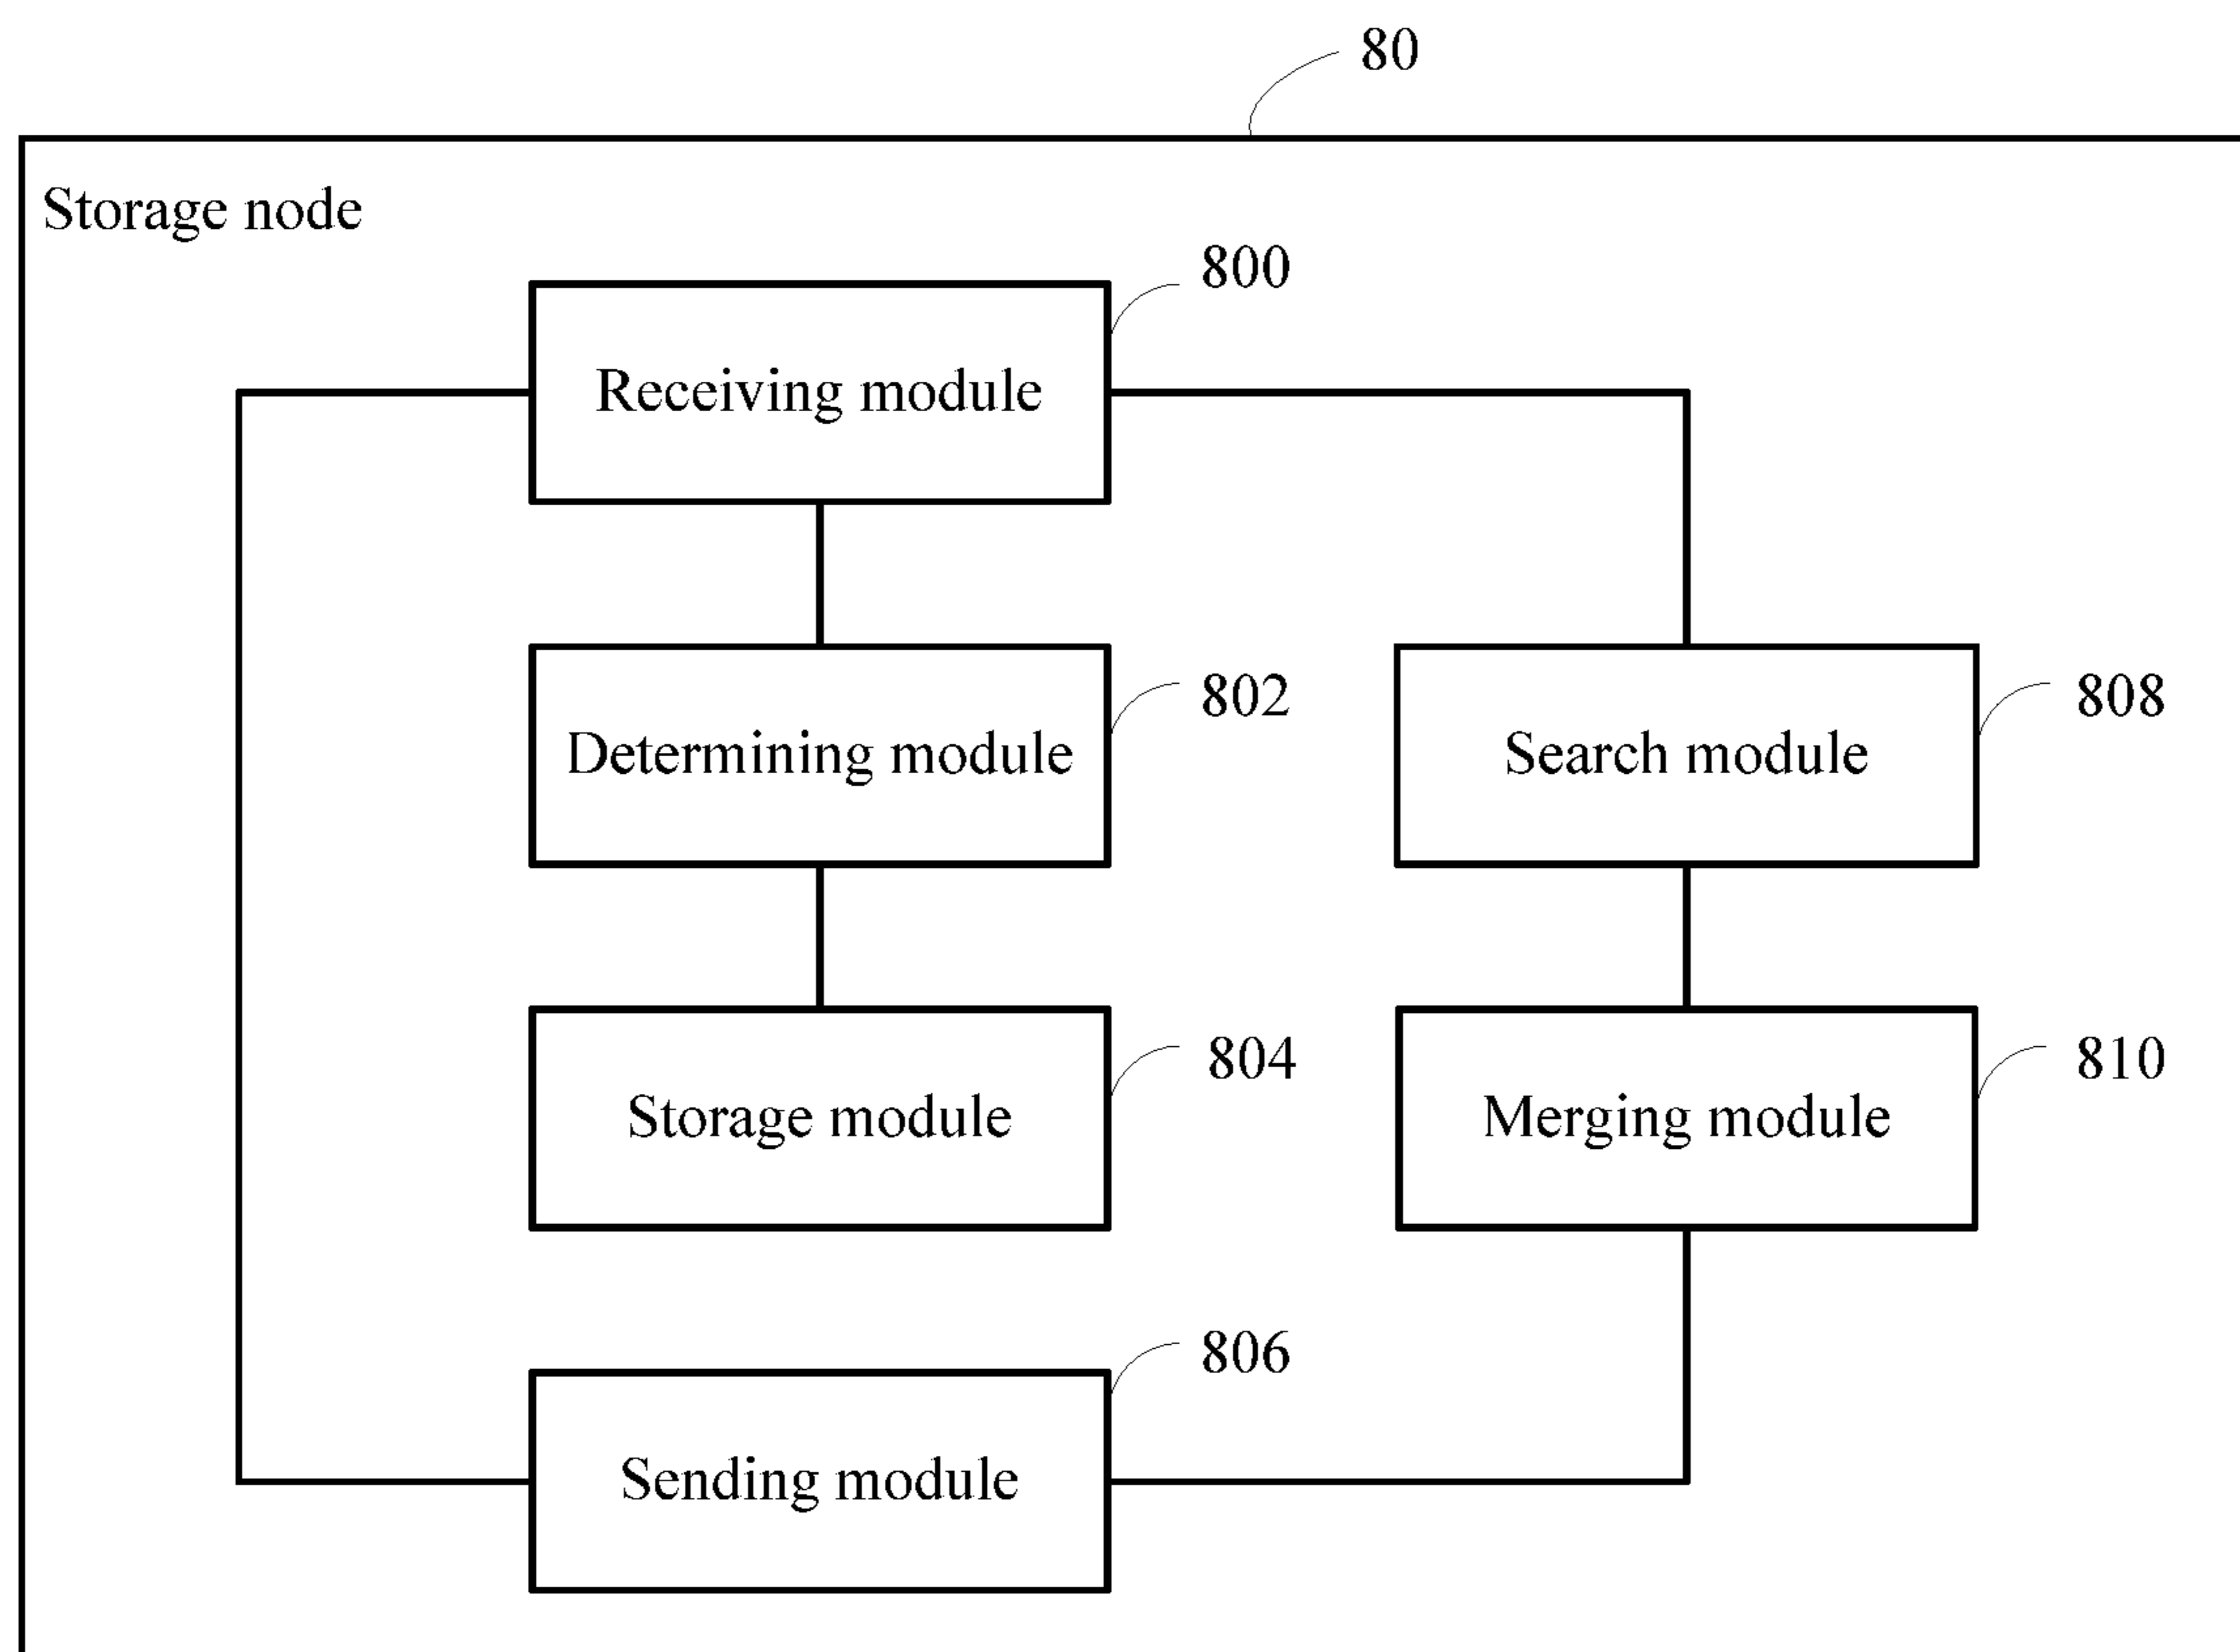 80
Storage node
800
Receiving module
802
Determining module
808
Search module
804
Storage module
810
Merging module
806
Sending module